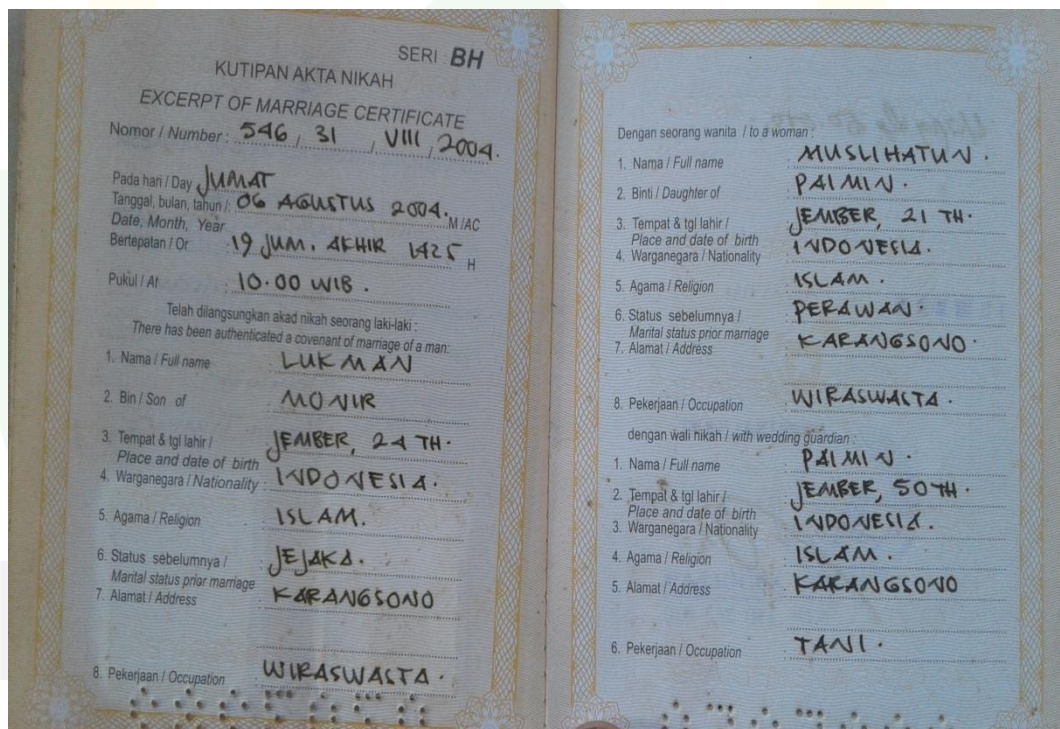 SERI : BH
KUTIPAN AKTA NIKAH
EXCERPT OF MARRIAGE CERTIFICATE
Nomor / Number : 546 / 31 / VIII / 2004.
Pada hari / Day JUMAT
Tanggal, bulan, tahun /: 06 AGUSTUS 2004. M /AC
Date, Month, Year
Bertepatan / Or 19 JUM. AKHIR 1425 H
Pukul / At : 10.00 WIB .
Telah dilangsungkan akad nikah seorang laki-laki :
There has been authenticated a covenant of marriage of a man:
1. Nama / Full name : LUKMAN
2. Bin / Son of : MONIR
3. Tempat & tgl lahir / JEMBER, 24 TH.
Place and date of birth
4. Warganegara / Nationality : INDONESIA.
5. Agama / Religion : ISLAM.
6. Status sebelumnya / : JEJAKA.
Marital status prior marriage
7. Alamat / Address : KARANGSONO
8. Pekerjaan / Occupation : WIRASWASTA.
Dengan seorang wanita / to a woman :
1. Nama / Full name : MUSLIHATUN .
2. Binti / Daughter of : PAIMIN .
3. Tempat & tgl lahir / JEMBER, 21 TH.
Place and date of birth
4. Warganegara / Nationality : INDONESIA.
5. Agama / Religion : ISLAM.
6. Status sebelumnya / : PERAWAN.
Marital status prior marriage
7. Alamat / Address : KARANGSONO.
8. Pekerjaan / Occupation : WIRASWASTA .
dengan wali nikah / with wedding guardian :
1. Nama / Full name : PAIMIN .
2. Tempat & tgl lahir / JEMBER, 50 TH.
Place and date of birth
3. Warganegara / Nationality : INDONESIA.
4. Agama / Religion : ISLAM.
5. Alamat / Address : KARANGSONO
6. Pekerjaan / Occupation : TANI .